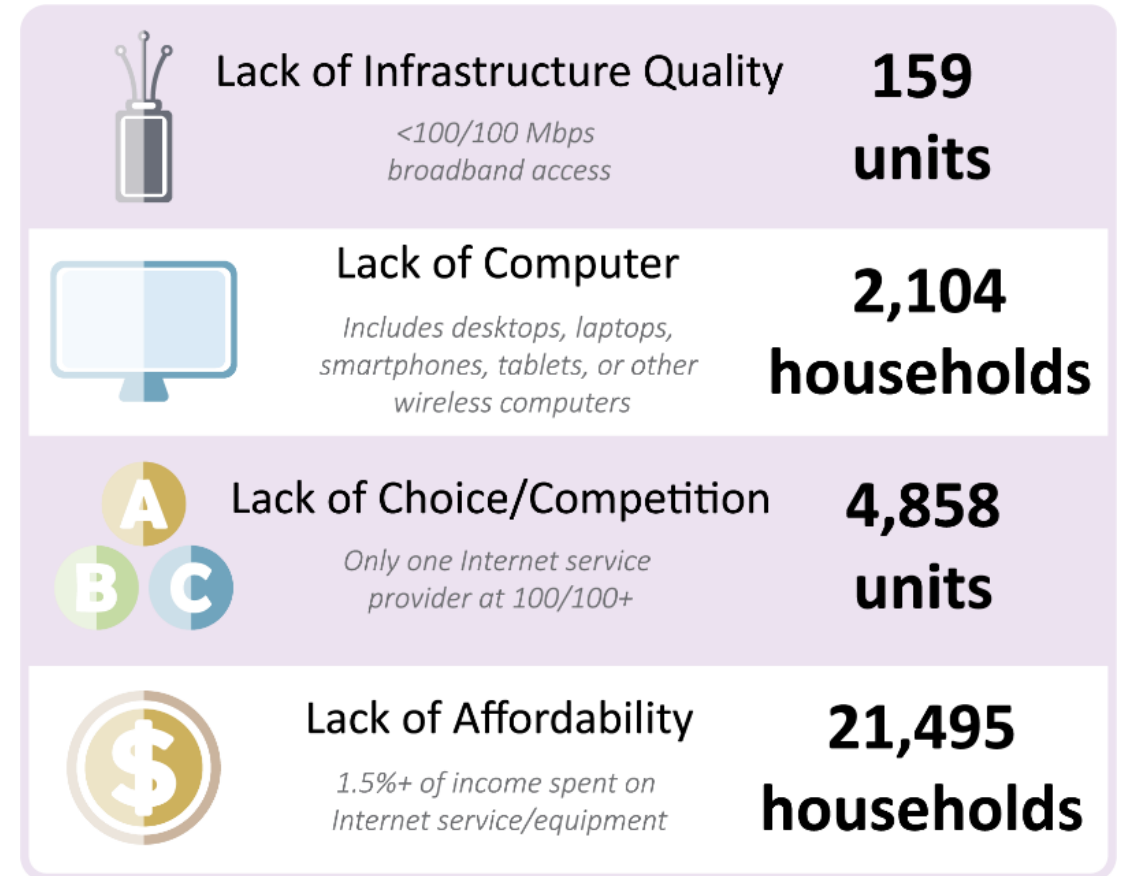 Lack of Infrastructure Quality
<100/100 Mbps
broadband access
159
units
Lack of Computer
Includes desktops, laptops,
smartphones, tablets, or other
wireless computers
2,104
households
A
B C
Lack of Choice/Competition
Only one Internet service
provider at 100/100+
4,858
units
$
Lack of Affordability
1.5%+ of income spent on
Internet service/equipment
21,495
households